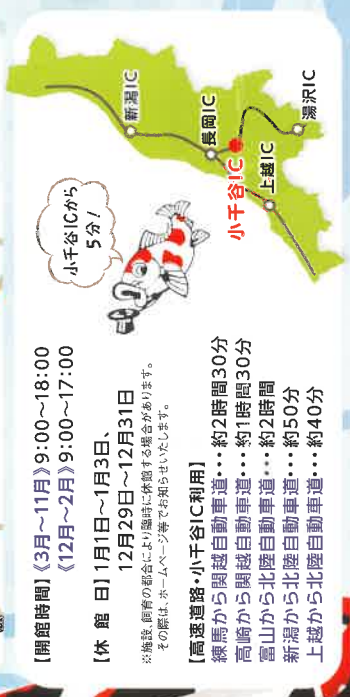 【開館時間】《3月～11月》9:00～18:00
《12月～2月》9:00～17:00
【休　館　日】1月1日～1月3日、
12月29日～12月31日
※施設、飼育の都合により臨時に休館する場合があります。
その際は、ホームページ等でお知らせいたします。
【高速道路・小千谷IC利用】
練馬から関越自動車道・・・約2時間30分
高崎から関越自動車道・・・約1時間30分
富山から北陸自動車道・・・約2時間
新潟から北陸自動車道・・・約50分
上越から北陸自動車道・・・約40分
小千谷ICから
5分!
新潟IC
長岡IC
小千谷IC
上越IC
湯沢IC